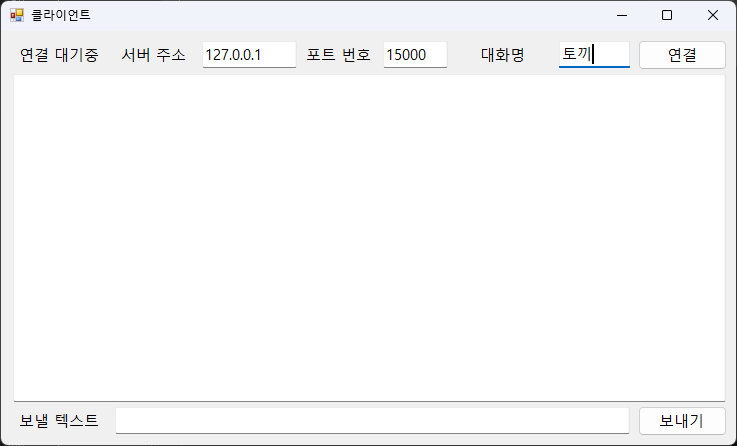 클라이언트
연결 대기중 서버 주소 127.0.0.1 포트 번호 15000 대화명 토끼 연결
보낼 텍스트 보내기